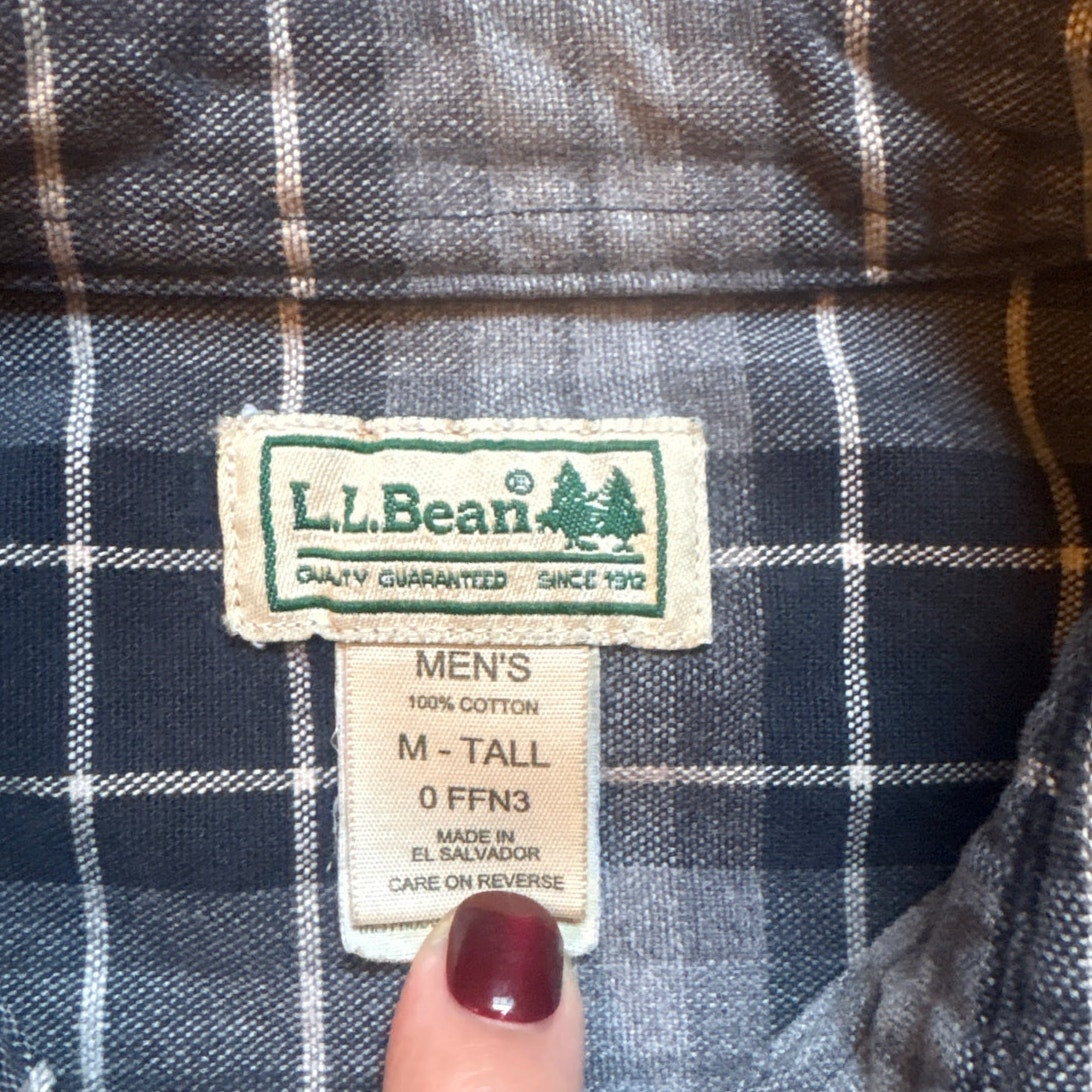 L.L.Bean®
QUALITY GUARANTEED SINCE 1912
MEN'S
100% COTTON
M - TALL
0 FFN3
MADE IN
EL SALVADOR
CARE ON REVERSE